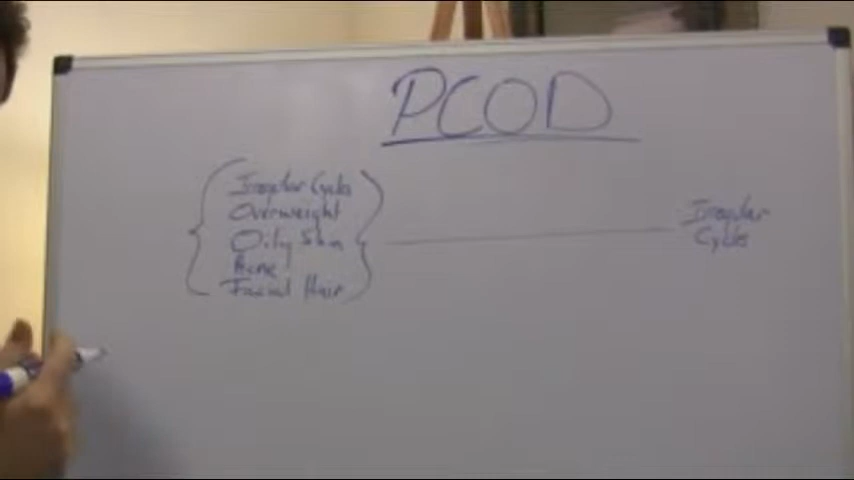 PCOD
Irregular Cycles
Overweight
Oily Skin
Acne
Facial Hair
Irregular
Cycles